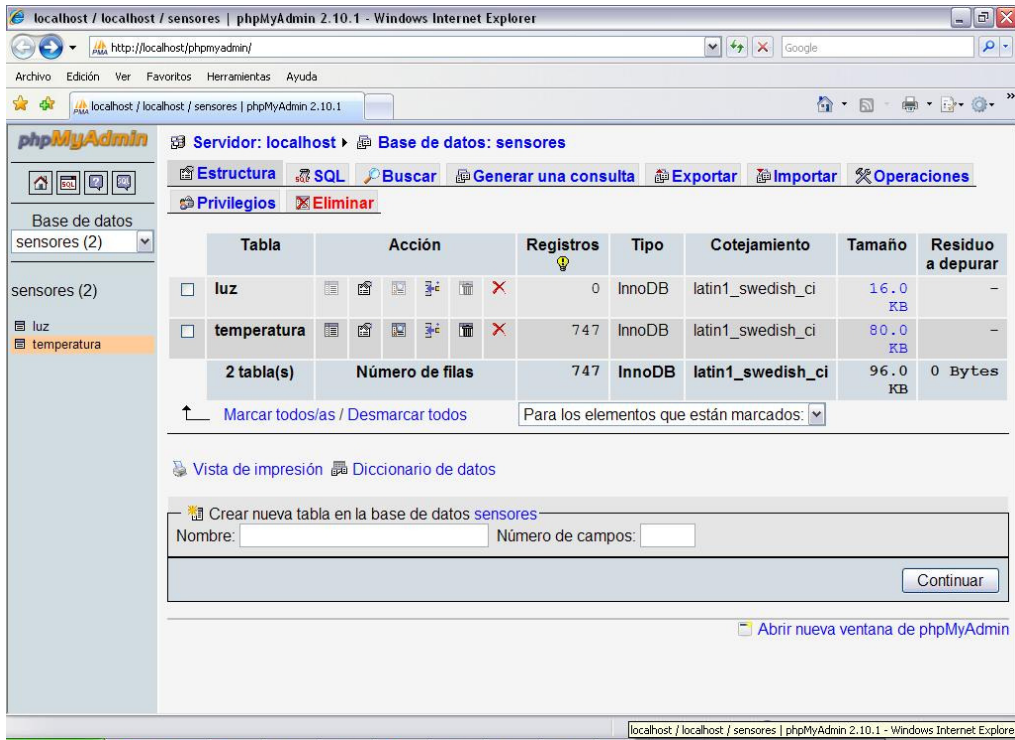 localhost / localhost / sensores | phpMyAdmin 2.10.1 - Windows Internet Explorer
http://localhost/phpmyadmin/
Google
Archivo Edición Ver Favoritos Herramientas Ayuda
localhost / localhost / sensores | phpMyAdmin 2.10.1
phpMyAdmin
SQL
Base de datos
sensores (2)
sensores (2)
luz
temperatura
Servidor: localhost Base de datos: sensores
Estructura SQL Buscar Generar una consulta Exportar Importar Operaciones
Privilegios Eliminar
Tabla Acción Registros Tipo Cotejamiento Tamaño Residuo a depurar
luz 0 InnoDB latin1_swedish_ci 16.0 KB –
temperatura 747 InnoDB latin1_swedish_ci 80.0 KB –
2 tabla(s) Número de filas 747 InnoDB latin1_swedish_ci 96.0 KB 0 Bytes
Marcar todos/as / Desmarcar todos Para los elementos que están marcados:
Vista de impresión Diccionario de datos
Crear nueva tabla en la base de datos sensores
Nombre: Número de campos:
Continuar
Abrir nueva ventana de phpMyAdmin
localhost / localhost / sensores | phpMyAdmin 2.10.1 - Windows Internet Explore